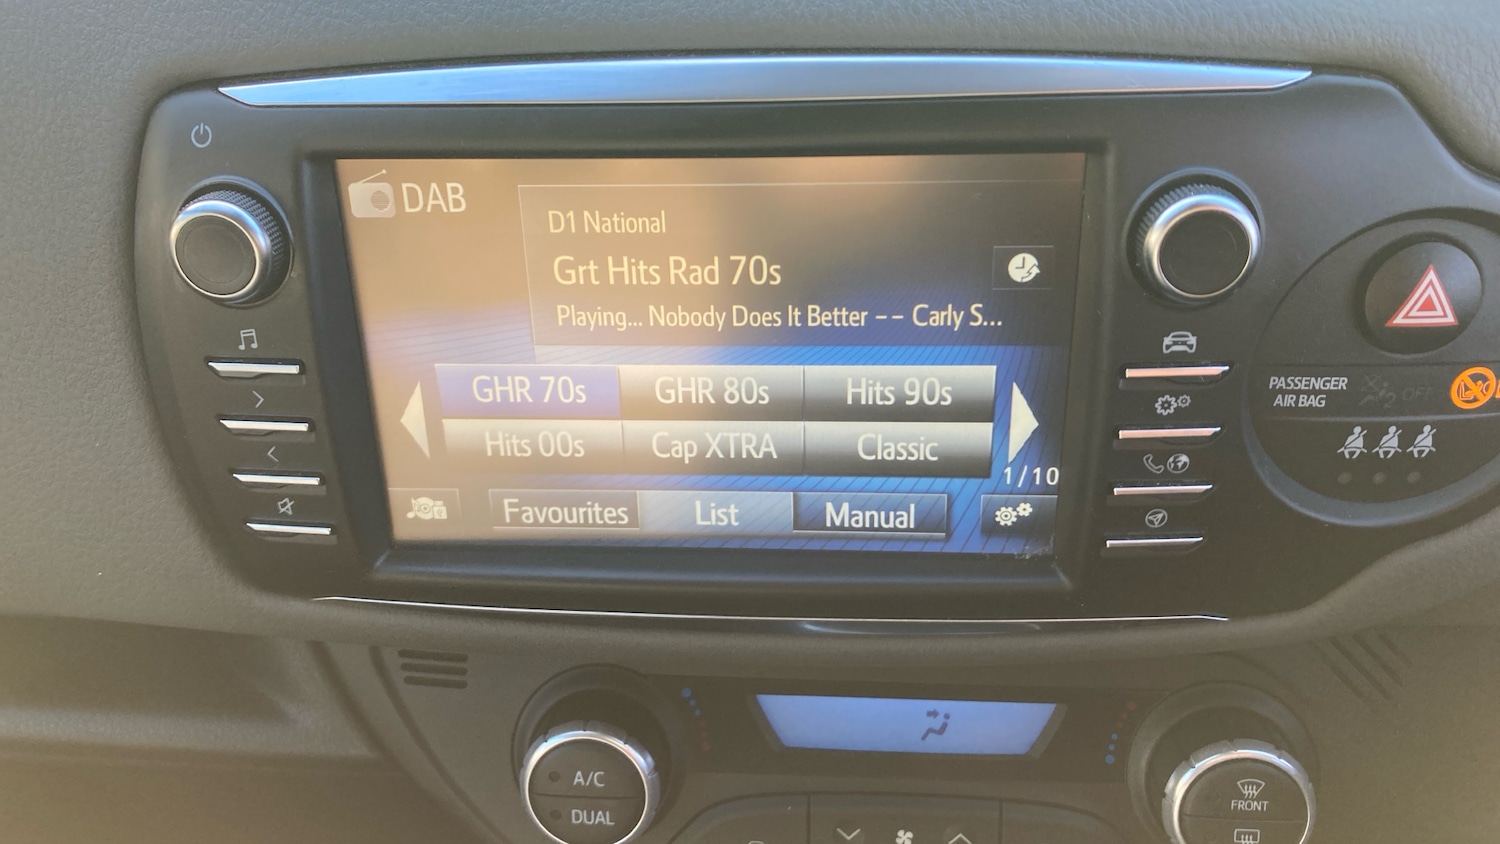 DAB
D1 National
Grt Hits Rad 70s
Playing... Nobody Does It Better -- Carly S...
GHR 70s GHR 80s Hits 90s
Hits 00s Cap XTRA Classic
1/10
Favourites List Manual
PASSENGER
AIR BAG
OFF
A/C
DUAL
FRONT